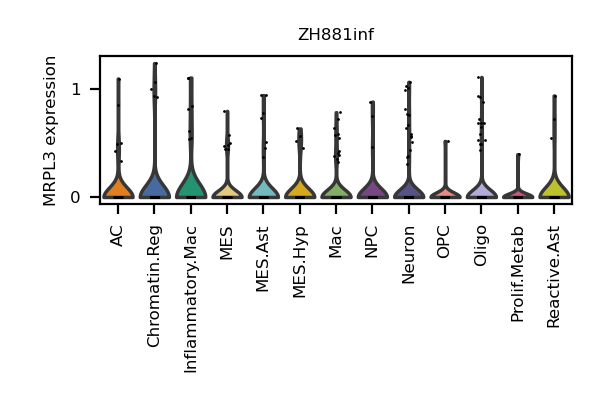 ZH881inf
MRPL3 expression
1
0
AC
Chromatin.Reg
Inflammatory.Mac
MES
MES.Ast
MES.Hyp
Mac
NPC
Neuron
OPC
Oligo
Prolif.Metab
Reactive.Ast